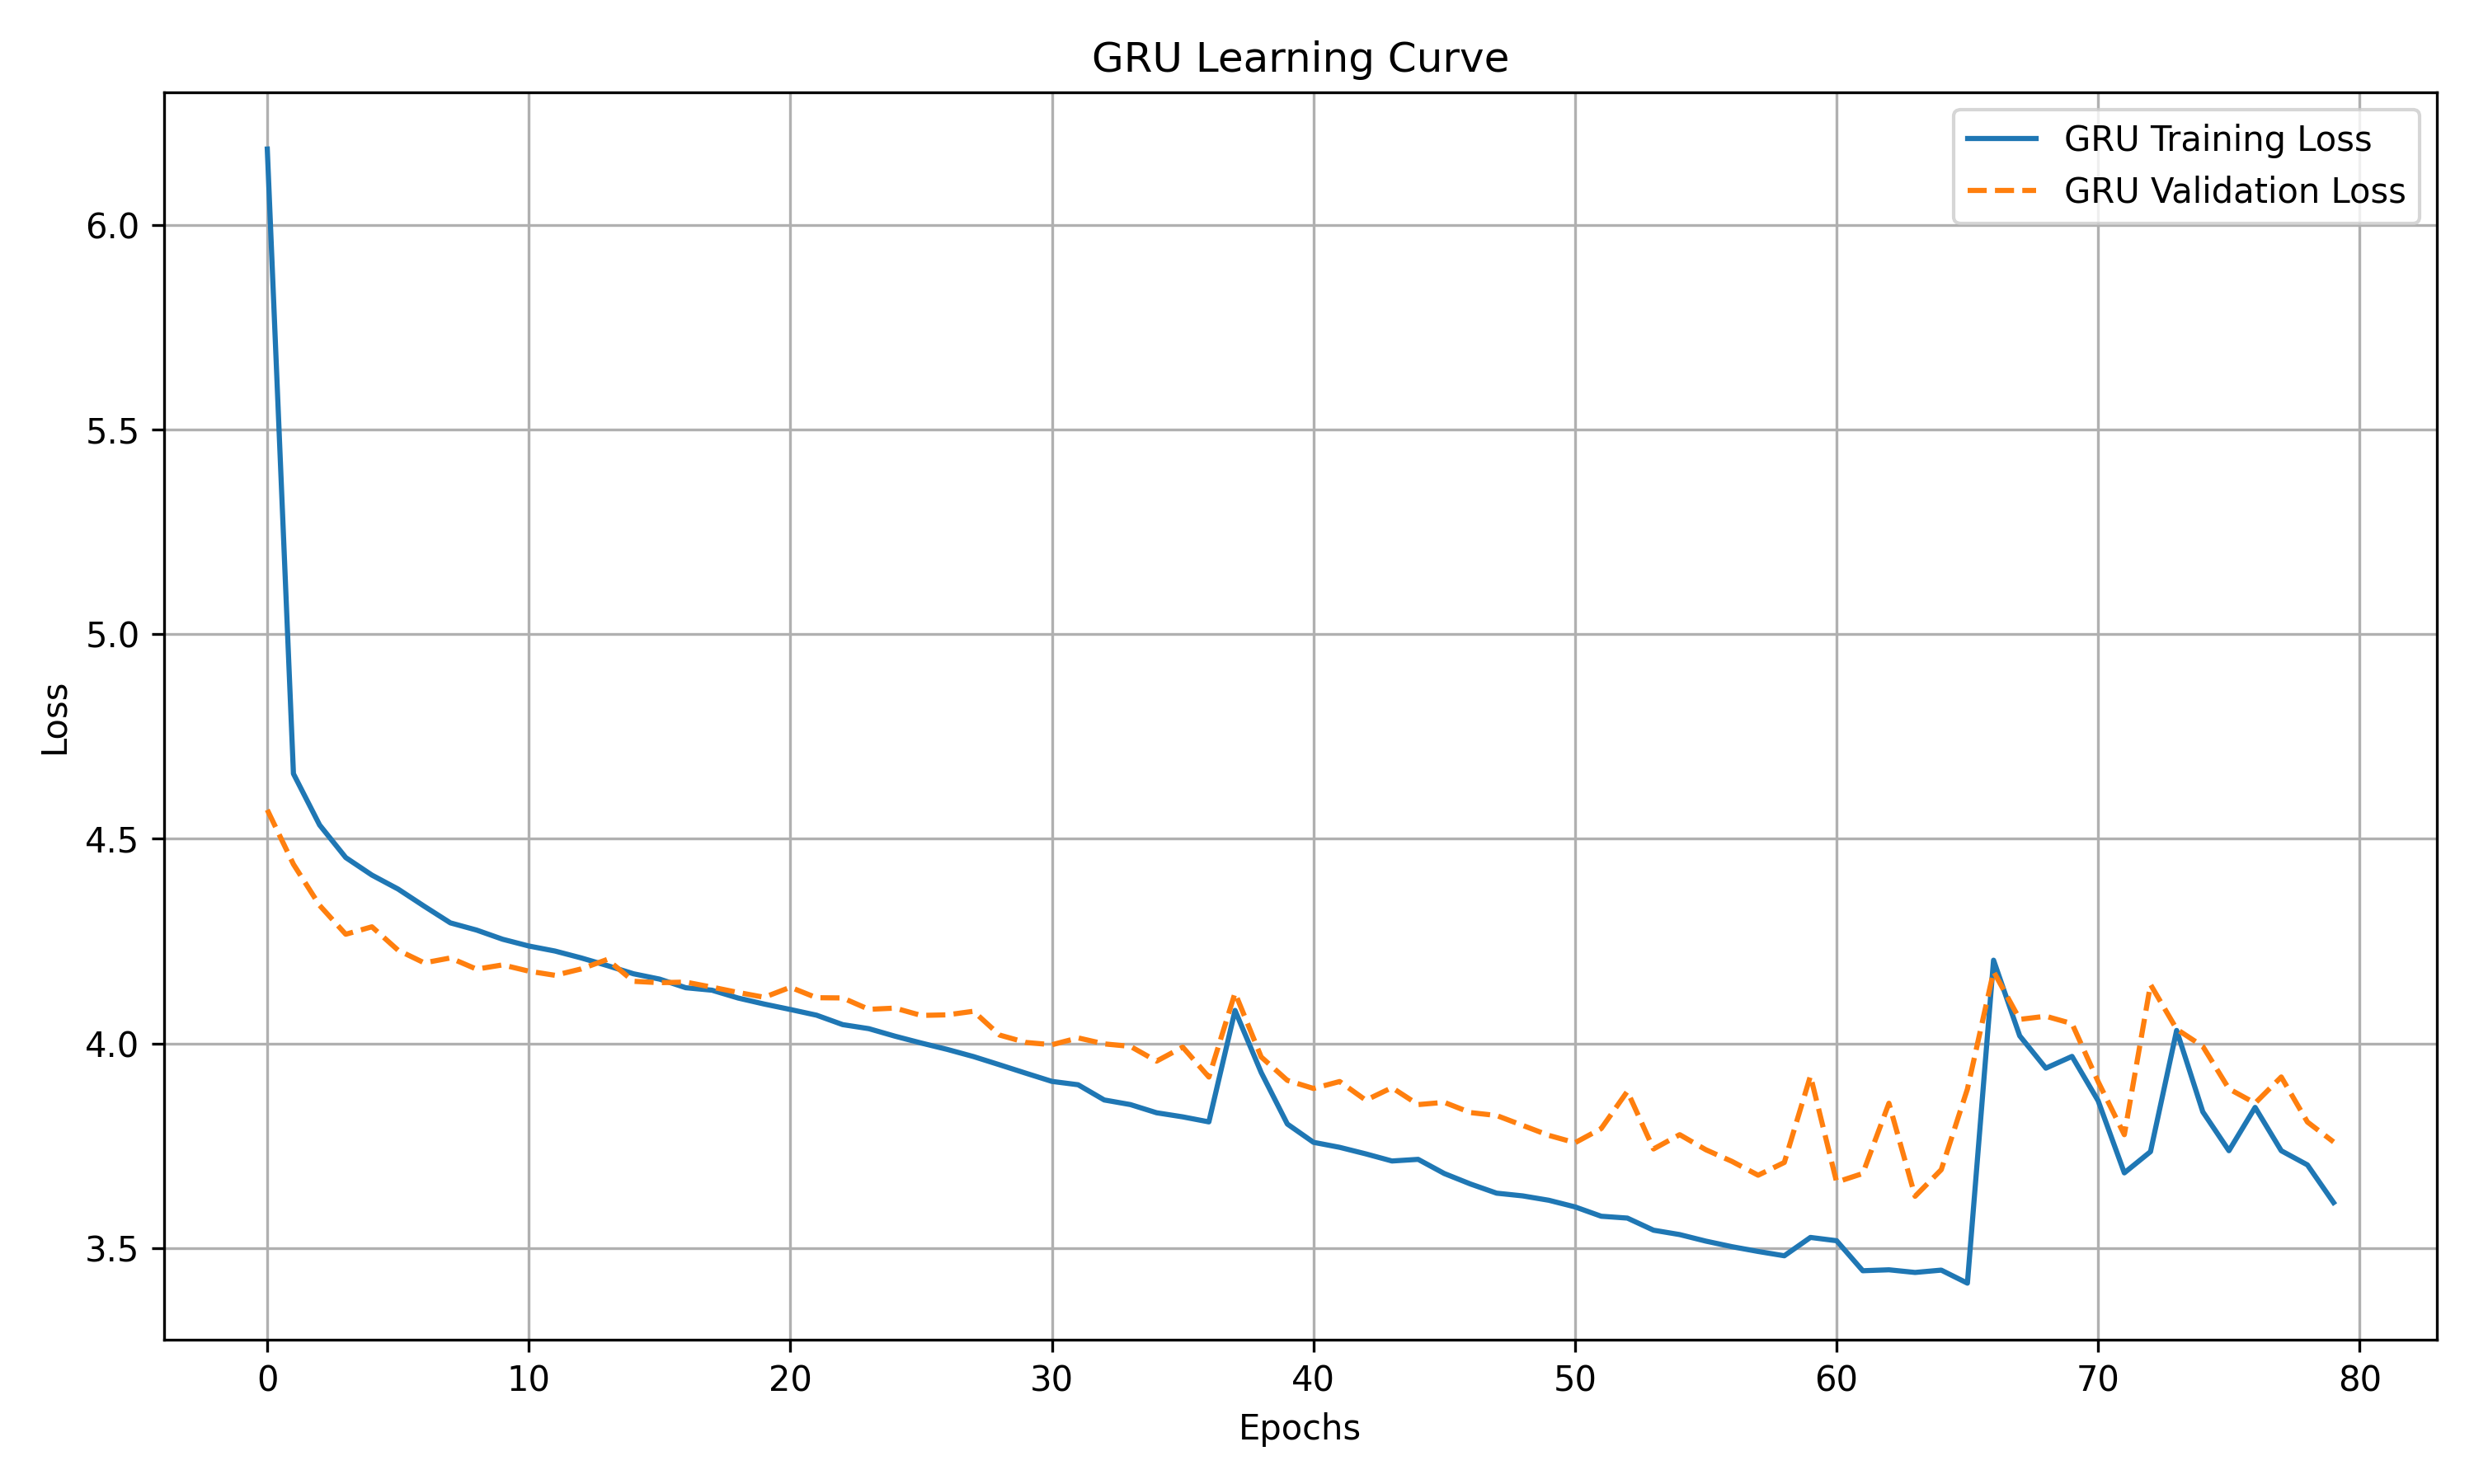 GRU Learning Curve
GRU Training Loss
GRU Validation Loss
6.0
5.5
5.0
4.5
4.0
3.5
Loss
0 10 20 30 40 50 60 70 80
Epochs